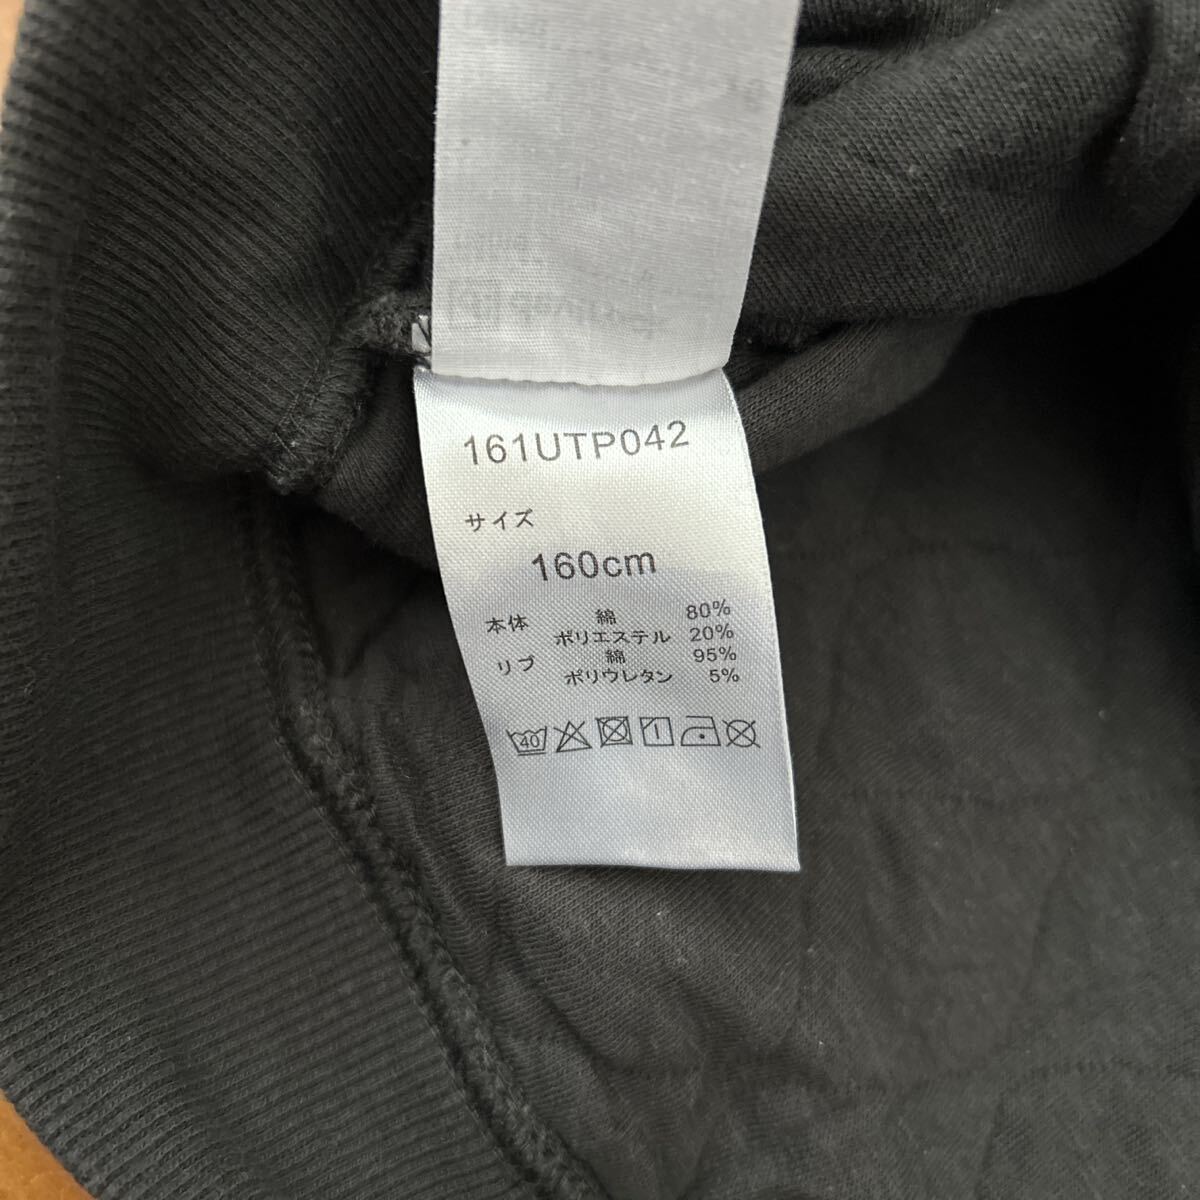 161UTP042
サイズ
160cm
本体 綿 80%
ポリエステル 20%
リブ 綿 95%
ポリウレタン 5%
40